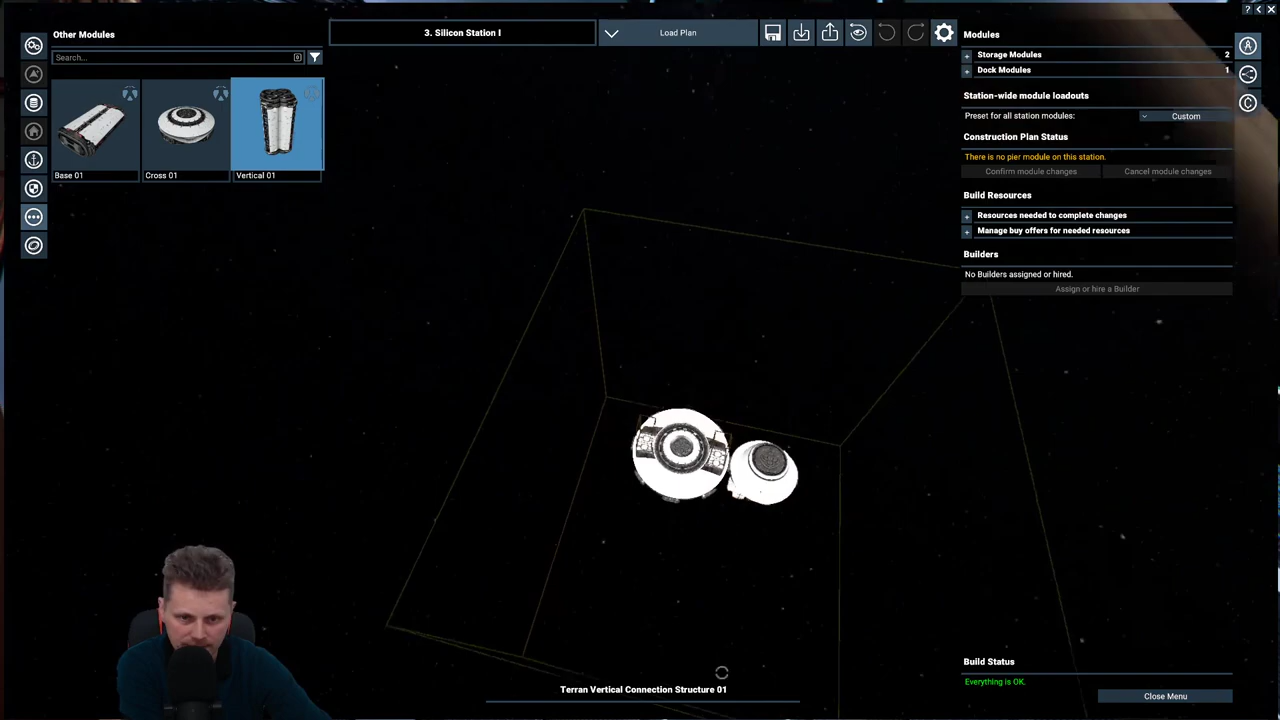 Other Modules
Search...
Base 01
Cross 01
Vertical 01
3. Silicon Station I
Load Plan
Modules
Storage Modules 2
Dock Modules 1
Station-wide module loadouts
Preset for all station modules: Custom
Construction Plan Status
There is no pier module on this station.
Confirm module changes Cancel module changes
Build Resources
Resources needed to complete changes
Manage buy offers for needed resources
Builders
No Builders assigned or hired.
Assign or hire a Builder
Terran Vertical Connection Structure 01
Build Status
Everything is OK.
Close Menu